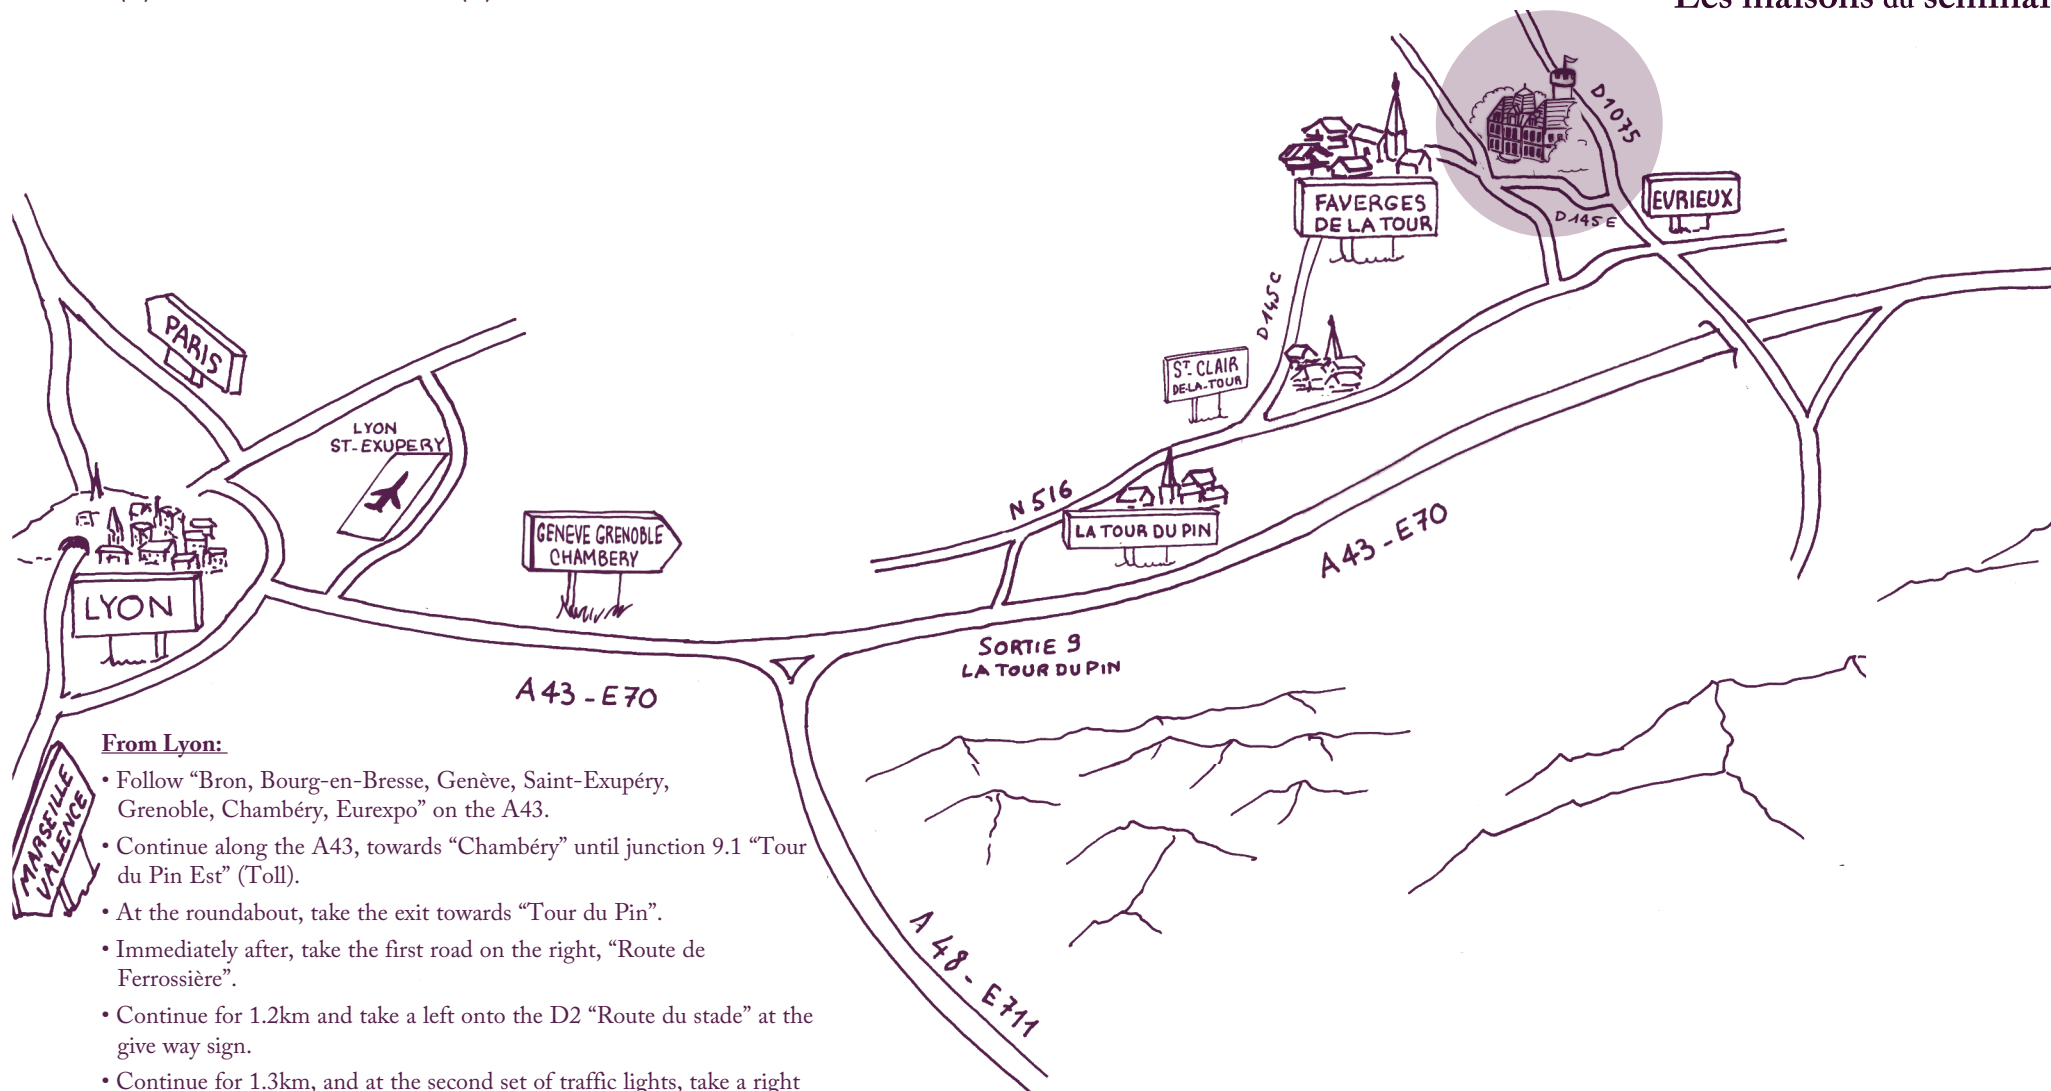 Les maisons du
D1075
EVRIEUX
D145E
FAVERGES
DE LA TOUR
D145C
PARIS
ST. CLAIR
DE-LA-TOUR
LYON
ST-EXUPERY
N 516
LA TOUR DU PIN
GENEVE GRENOBLE
CHAMBERY
A 43 - E70
LYON
SORTIE 9
LA TOUR DU PIN
A 43 - E70
MARSEILLE
VALENCE
A 48 - E711
From Lyon:
• Follow “Bron, Bourg-en-Bresse, Genève, Saint-Exupéry,
Grenoble, Chambéry, Eurexpo” on the A43.
• Continue along the A43, towards “Chambéry” until junction 9.1 “Tour
du Pin Est” (Toll).
• At the roundabout, take the exit towards “Tour du Pin”.
• Immediately after, take the first road on the right, “Route de
Ferrossière”.
• Continue for 1.2km and take a left onto the D2 “Route du stade” at the
give way sign.
• Continue for 1.3km, and at the second set of traffic lights, take a right